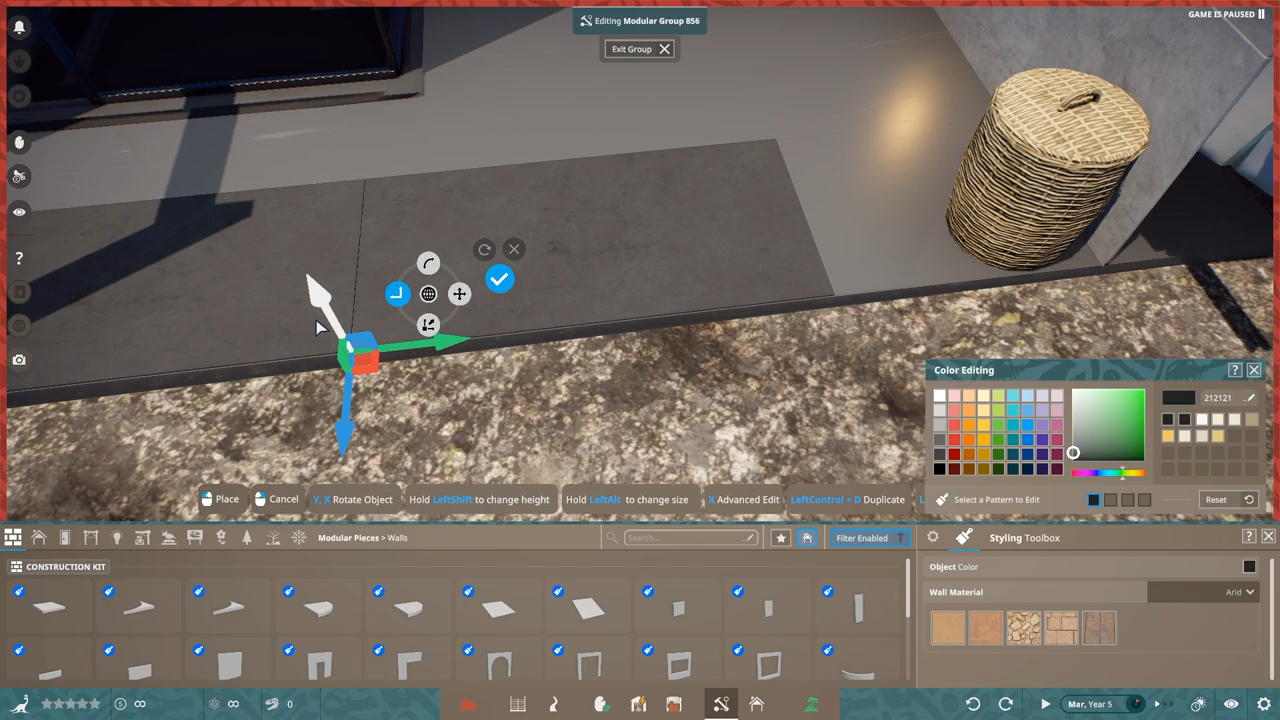 Editing Modular Group 856
GAME IS PAUSED
Exit Group
?
Color Editing
?
212121
Place
Cancel
Y, X Rotate Object
Hold LeftShift to change height
Hold LeftAlt to change size
X Advanced Edit
LeftControl + D Duplicate
L
Select a Pattern to Edit
Reset
Modular Pieces > Walls
Search...
Filter Enabled
Styling Toolbox
?
CONSTRUCTION KIT
Object Color
Wall Material
Arid
0
Mar, Year 5